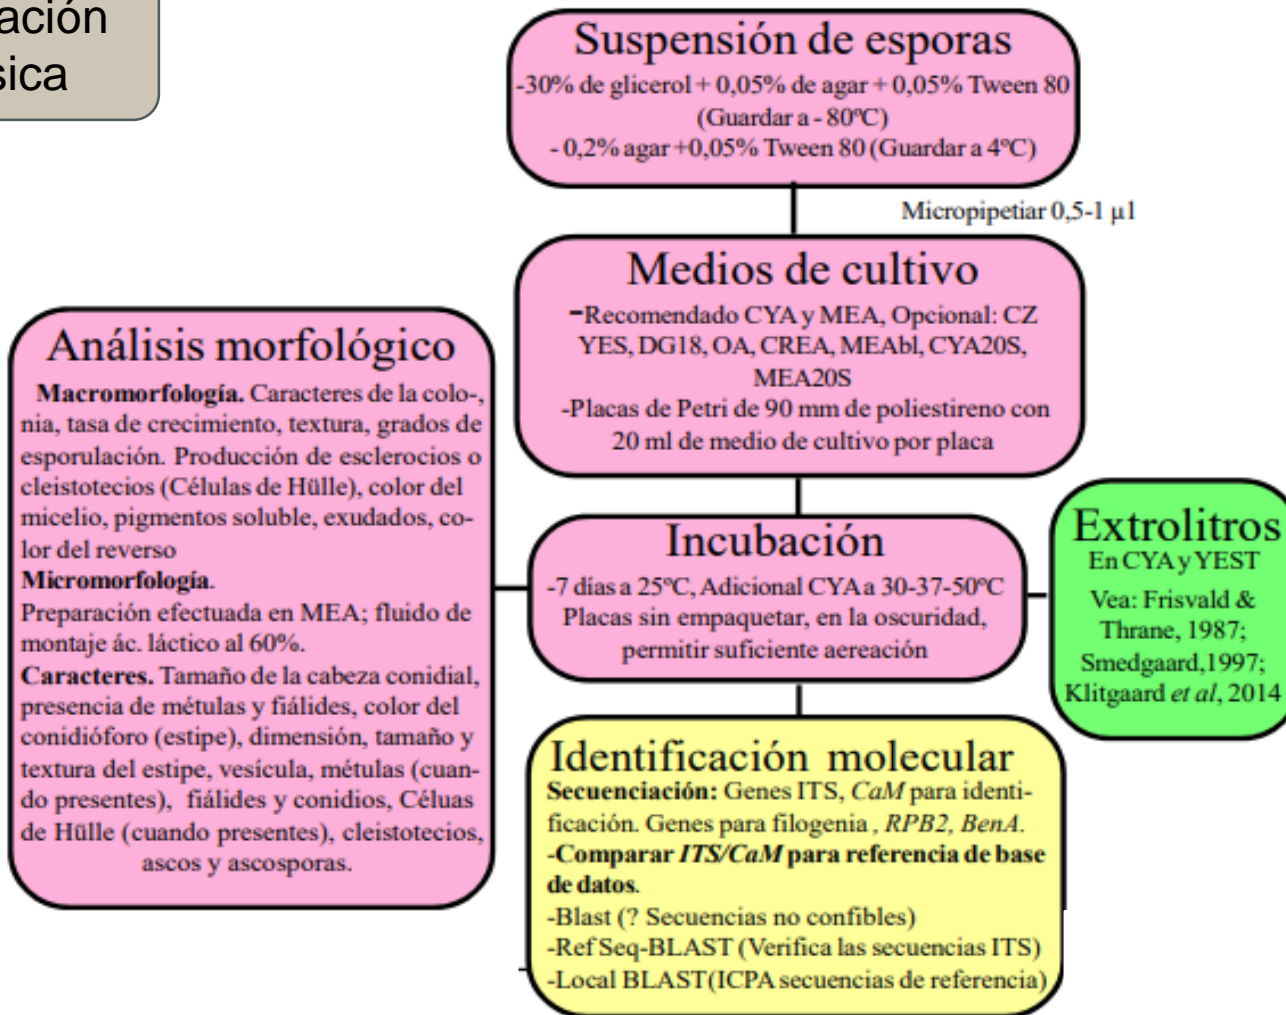 ación
sica
Suspensión de esporas
-30% de glicerol + 0,05% de agar + 0,05% Tween 80
(Guardar a - 80ºC)
- 0,2% agar +0,05% Tween 80 (Guardar a 4ºC)
Micropipetiar 0,5-1 µl
Medios de cultivo
-Recomendado CYA y MEA, Opcional: CZ
YES, DG18, OA, CREA, MEAbl, CYA20S,
MEA20S
-Placas de Petri de 90 mm de poliestireno con
20 ml de medio de cultivo por placa
Análisis morfológico
Macromorfología. Caracteres de la colo-,
nia, tasa de crecimiento, textura, grados de
esporulación. Producción de esclerocios o
cleistotecios (Células de Hülle), color del
micelio, pigmentos soluble, exudados, co-
lor del reverso
Micromorfología.
Preparación efectuada en MEA; fluido de
montaje ác. láctico al 60%.
Caracteres. Tamaño de la cabeza conidial,
presencia de métulas y fiálides, color del
conidióforo (estipe), dimensión, tamaño y
textura del estipe, vesícula, métulas (cuan-
do presentes), fiálides y conidios, Céluas
de Hülle (cuando presentes), cleistotecios,
ascos y ascosporas.
Incubación
-7 días a 25ºC, Adicional CYA a 30-37-50ºC
Placas sin empaquetar, en la oscuridad,
permitir suficiente aereación
Extrolitros
En CYA y YEST
Vea: Frisvald &
Thrane, 1987;
Smedgaard,1997;
Klitgaard et al, 2014
Identificación molecular
Secuenciación: Genes ITS, CaM para identi-
ficación. Genes para filogenia , RPB2, BenA.
-Comparar ITS/CaM para referencia de base
de datos.
-Blast (? Secuencias no confibles)
-Ref Seq-BLAST (Verifica las secuencias ITS)
-Local BLAST(ICPA secuencias de referencia)